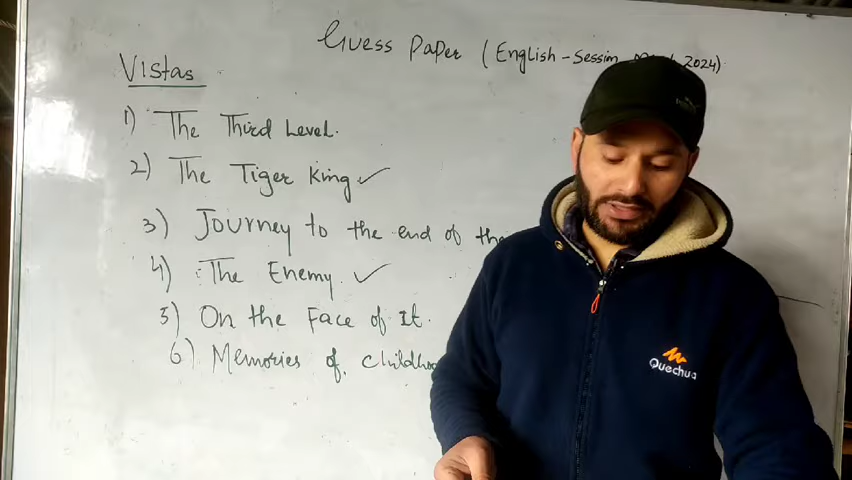 Guess Paper (English - Session 2024)
Vistas
1) The Third Level.
2) The Tiger King ✓
3) Journey to the end of the
4) The Enemy. ✓
5) On the Face of It.
6) Memories of
Quechua